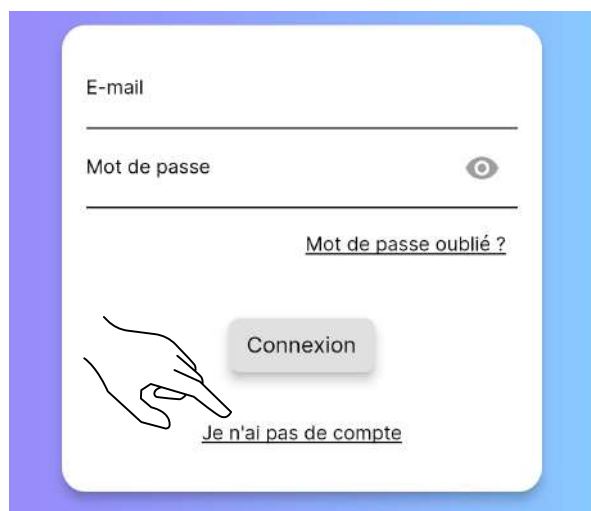 E-mail
Mot de passe
Mot de passe oublié ?
Connexion
Je n'ai pas de compte